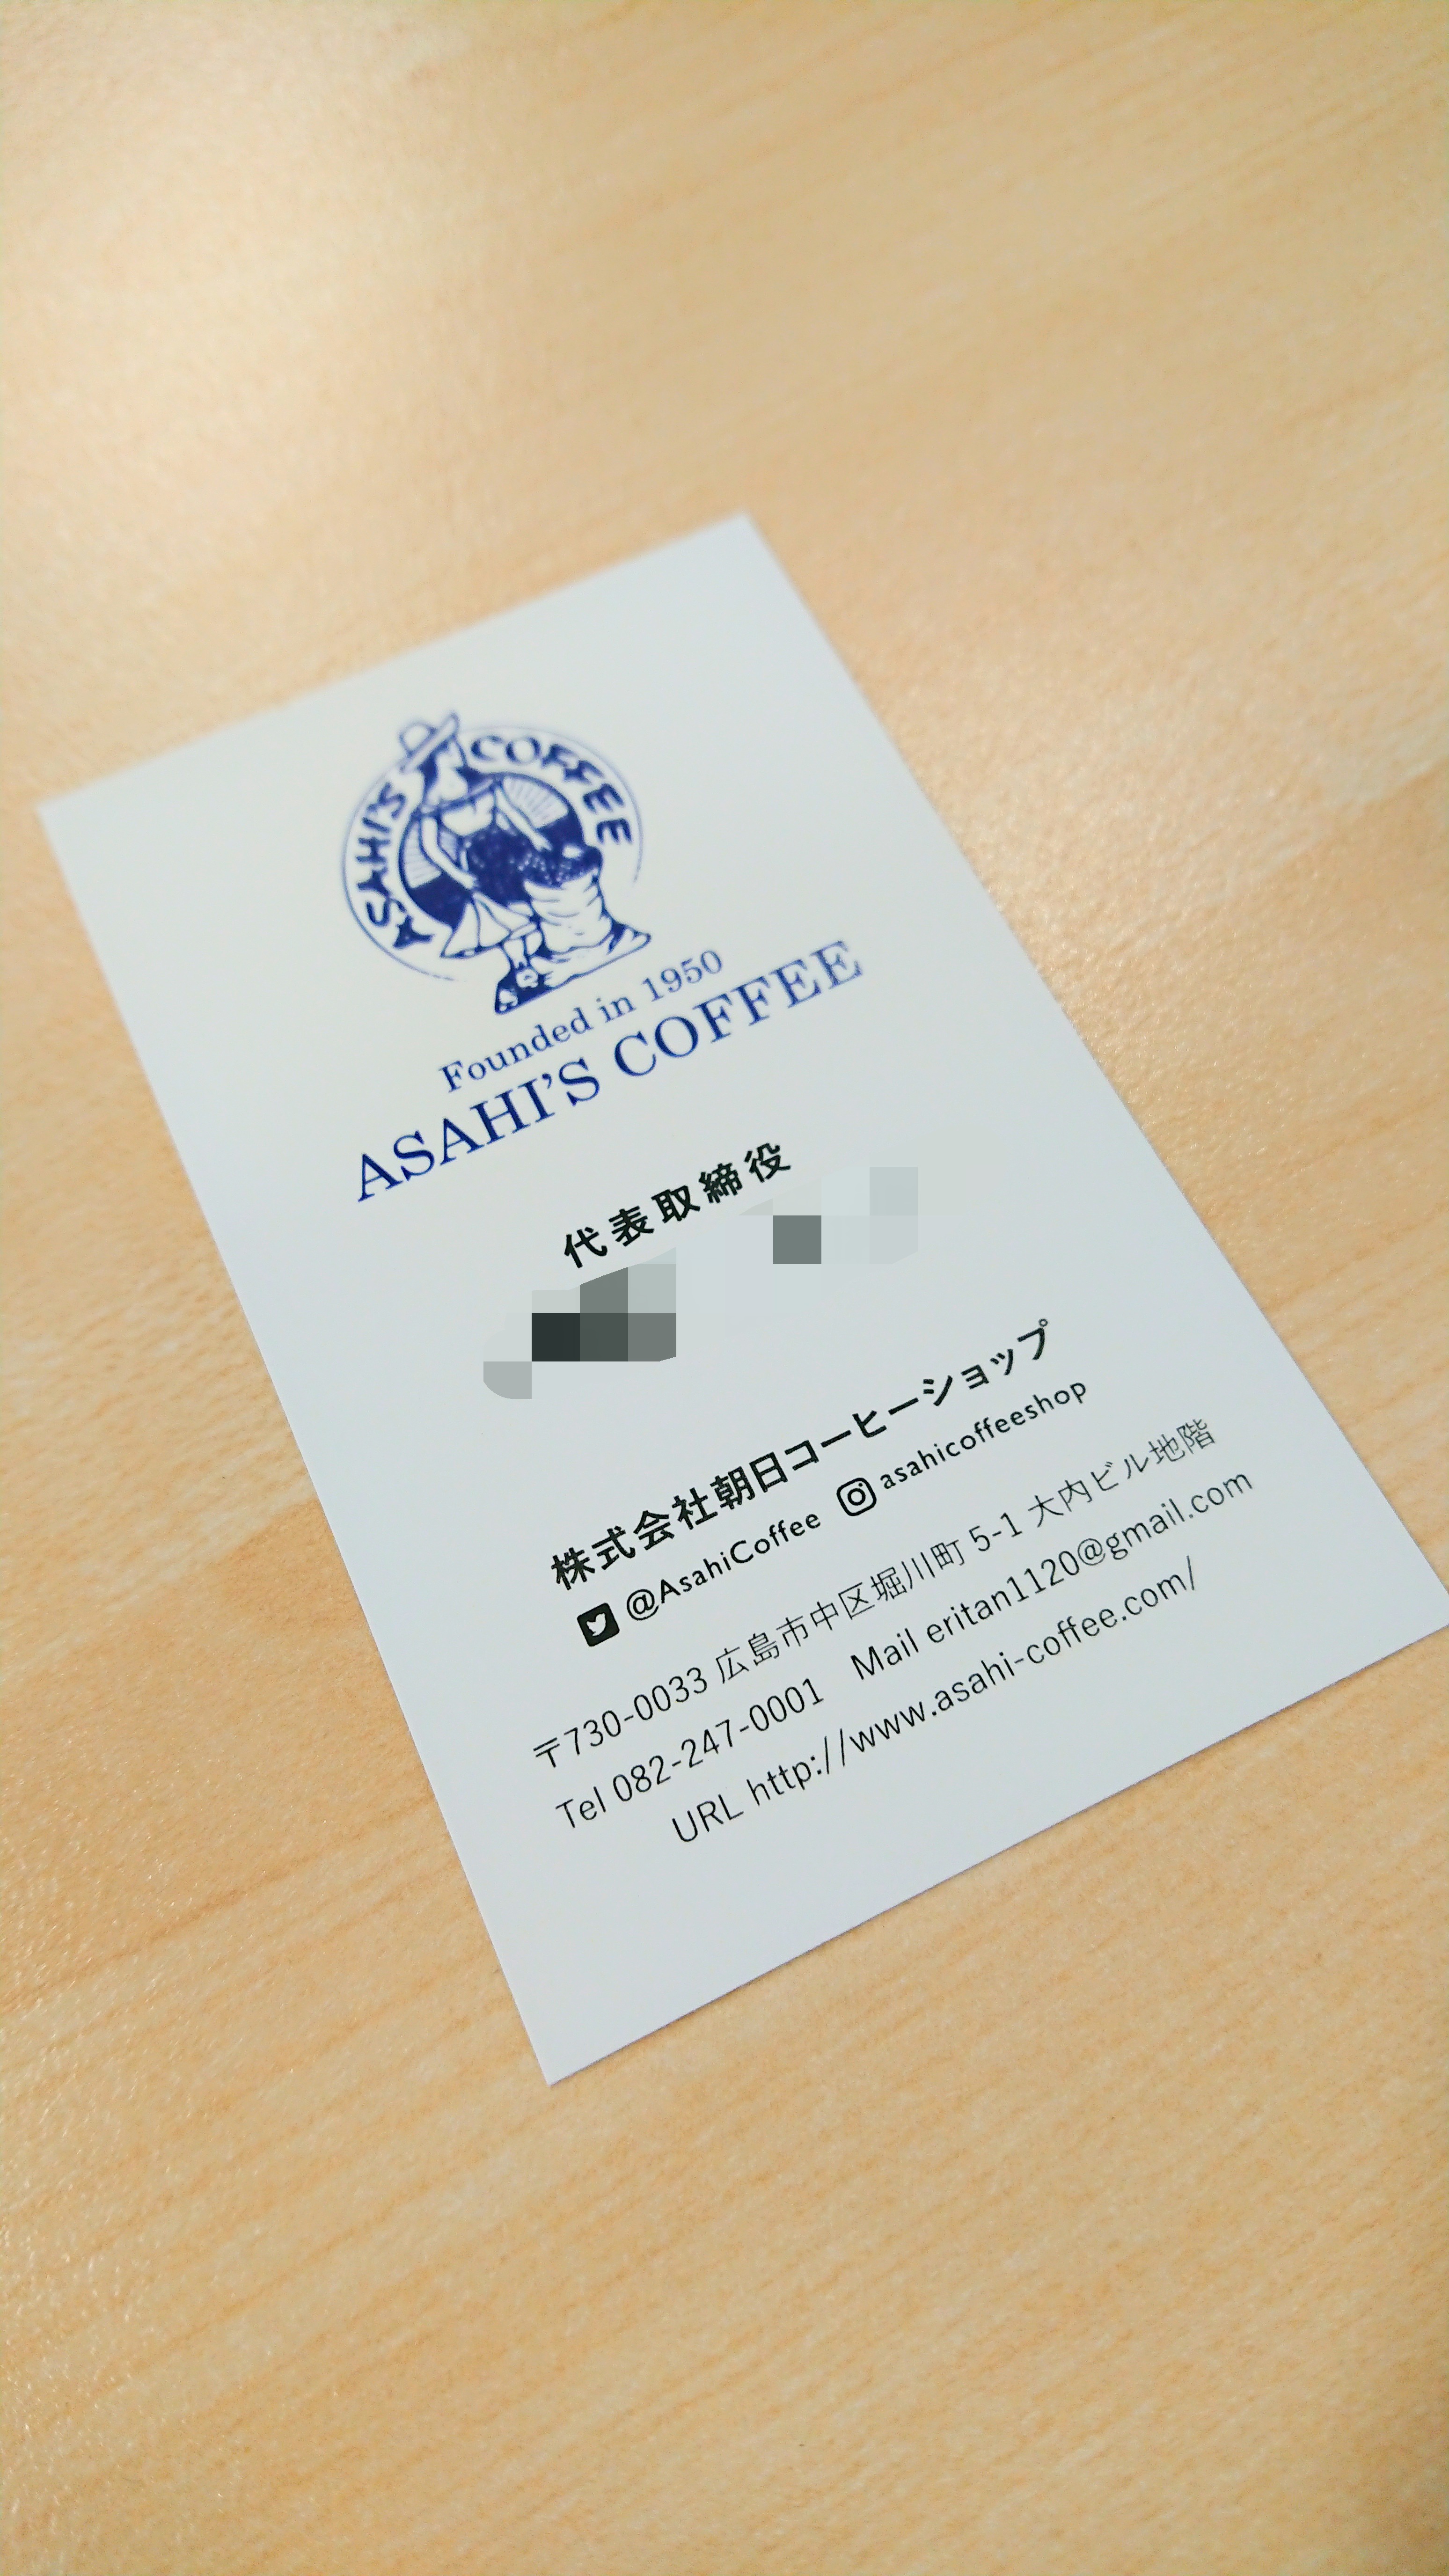 ASAHI'S COFFEE
Founded in 1950
ASAHI'S COFFEE
代表取締役
株式会社朝日コーヒーショップ
@AsahiCoffee asahicoffeeshop
〒730-0033 広島市中区堀川町 5-1 大内ビル地階
Tel 082-247-0001 Mail eritan1120@gmail.com
URL http://www.asahi-coffee.com/